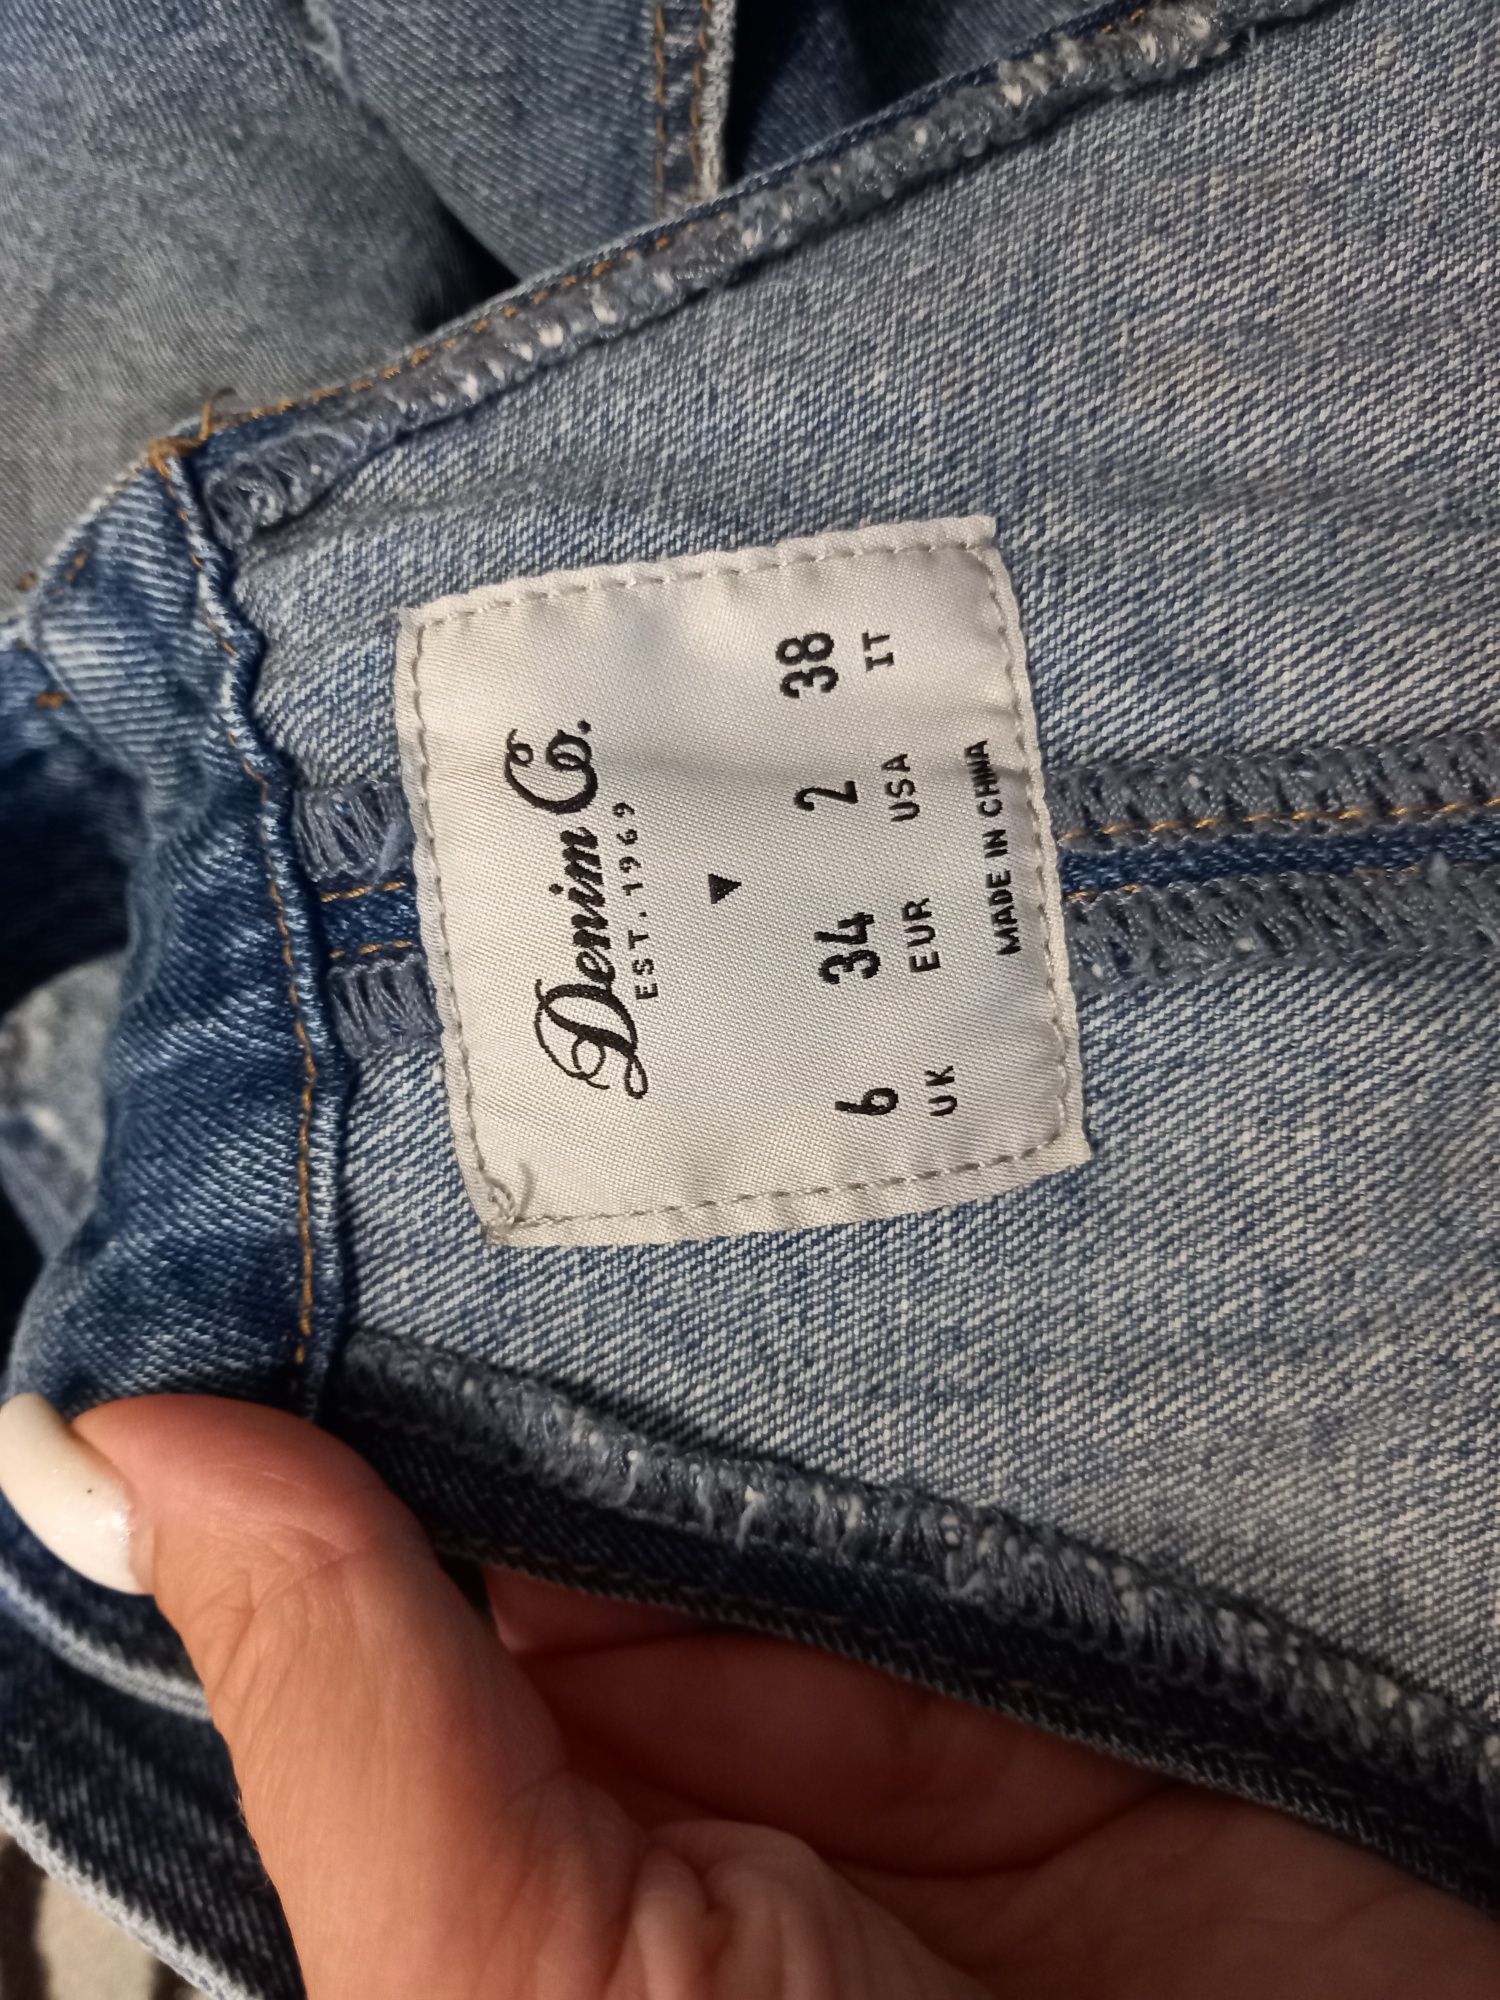 Denim Co.
EST. 1969
6 34 2 38
UK EUR USA IT
MADE IN CHINA